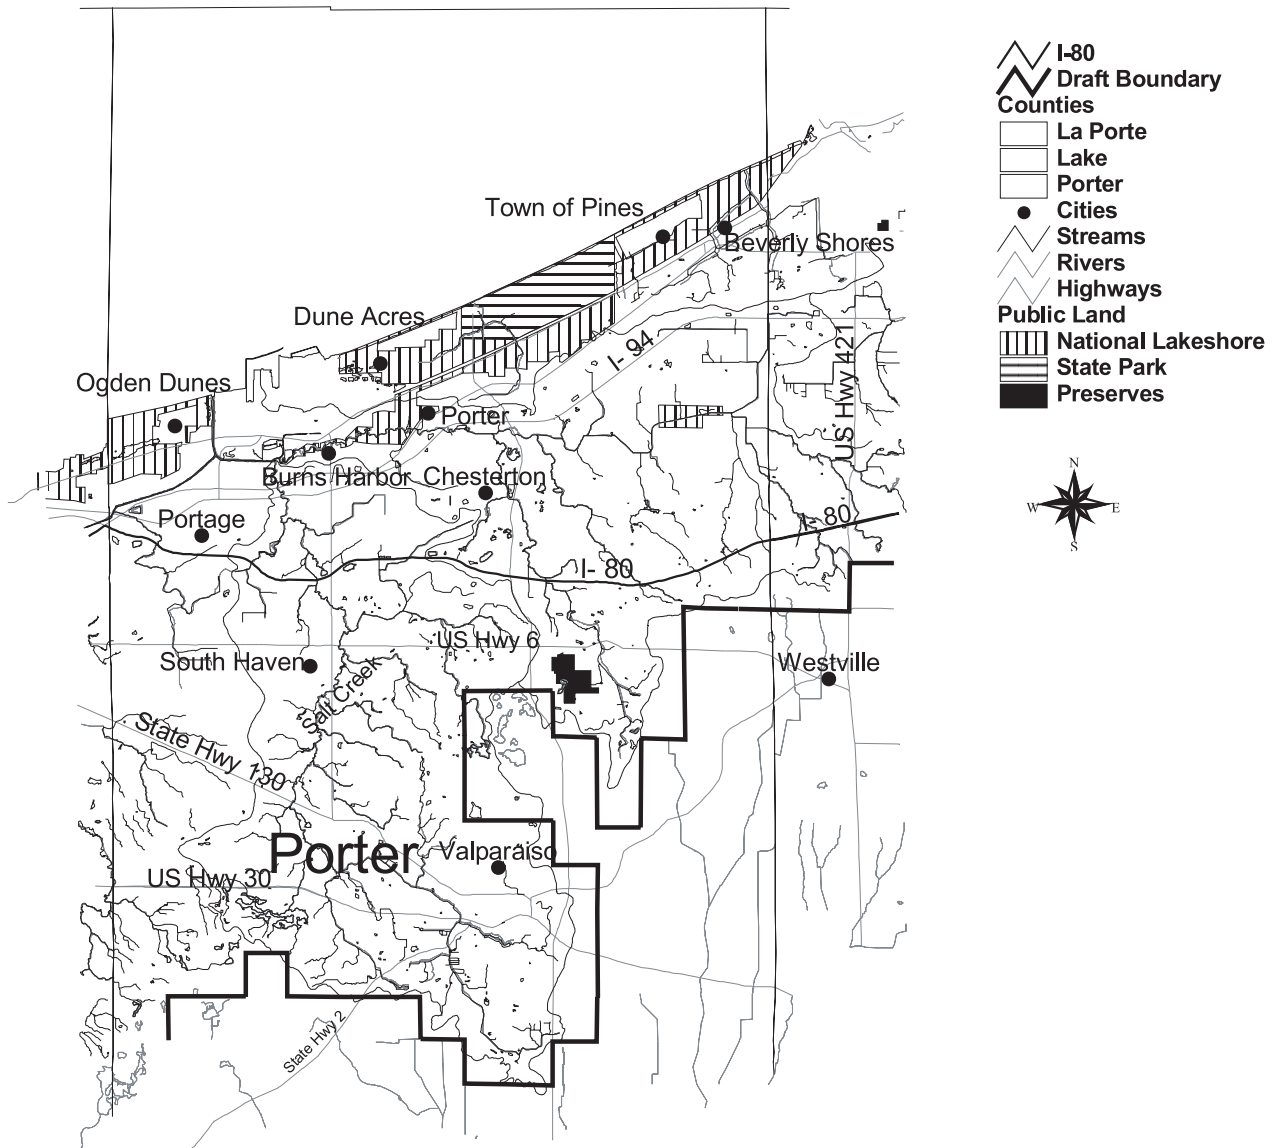 I-80
Draft Boundary
Counties
La Porte
Lake
Porter
Cities
Streams
Rivers
Highways
Public Land
National Lakeshore
State Park
Preserves
N
W
E
S
Town of Pines
Beverly Shores
Dune Acres
I- 94
US Hwy 421
Ogden Dunes
Porter
Burns Harbor
Chesterton
Portage
I- 80
I- 80
US Hwy 6
South Haven
Westville
Salt Creek
State Hwy 130
Porter
Valparaiso
US Hwy 30
State Hwy 2